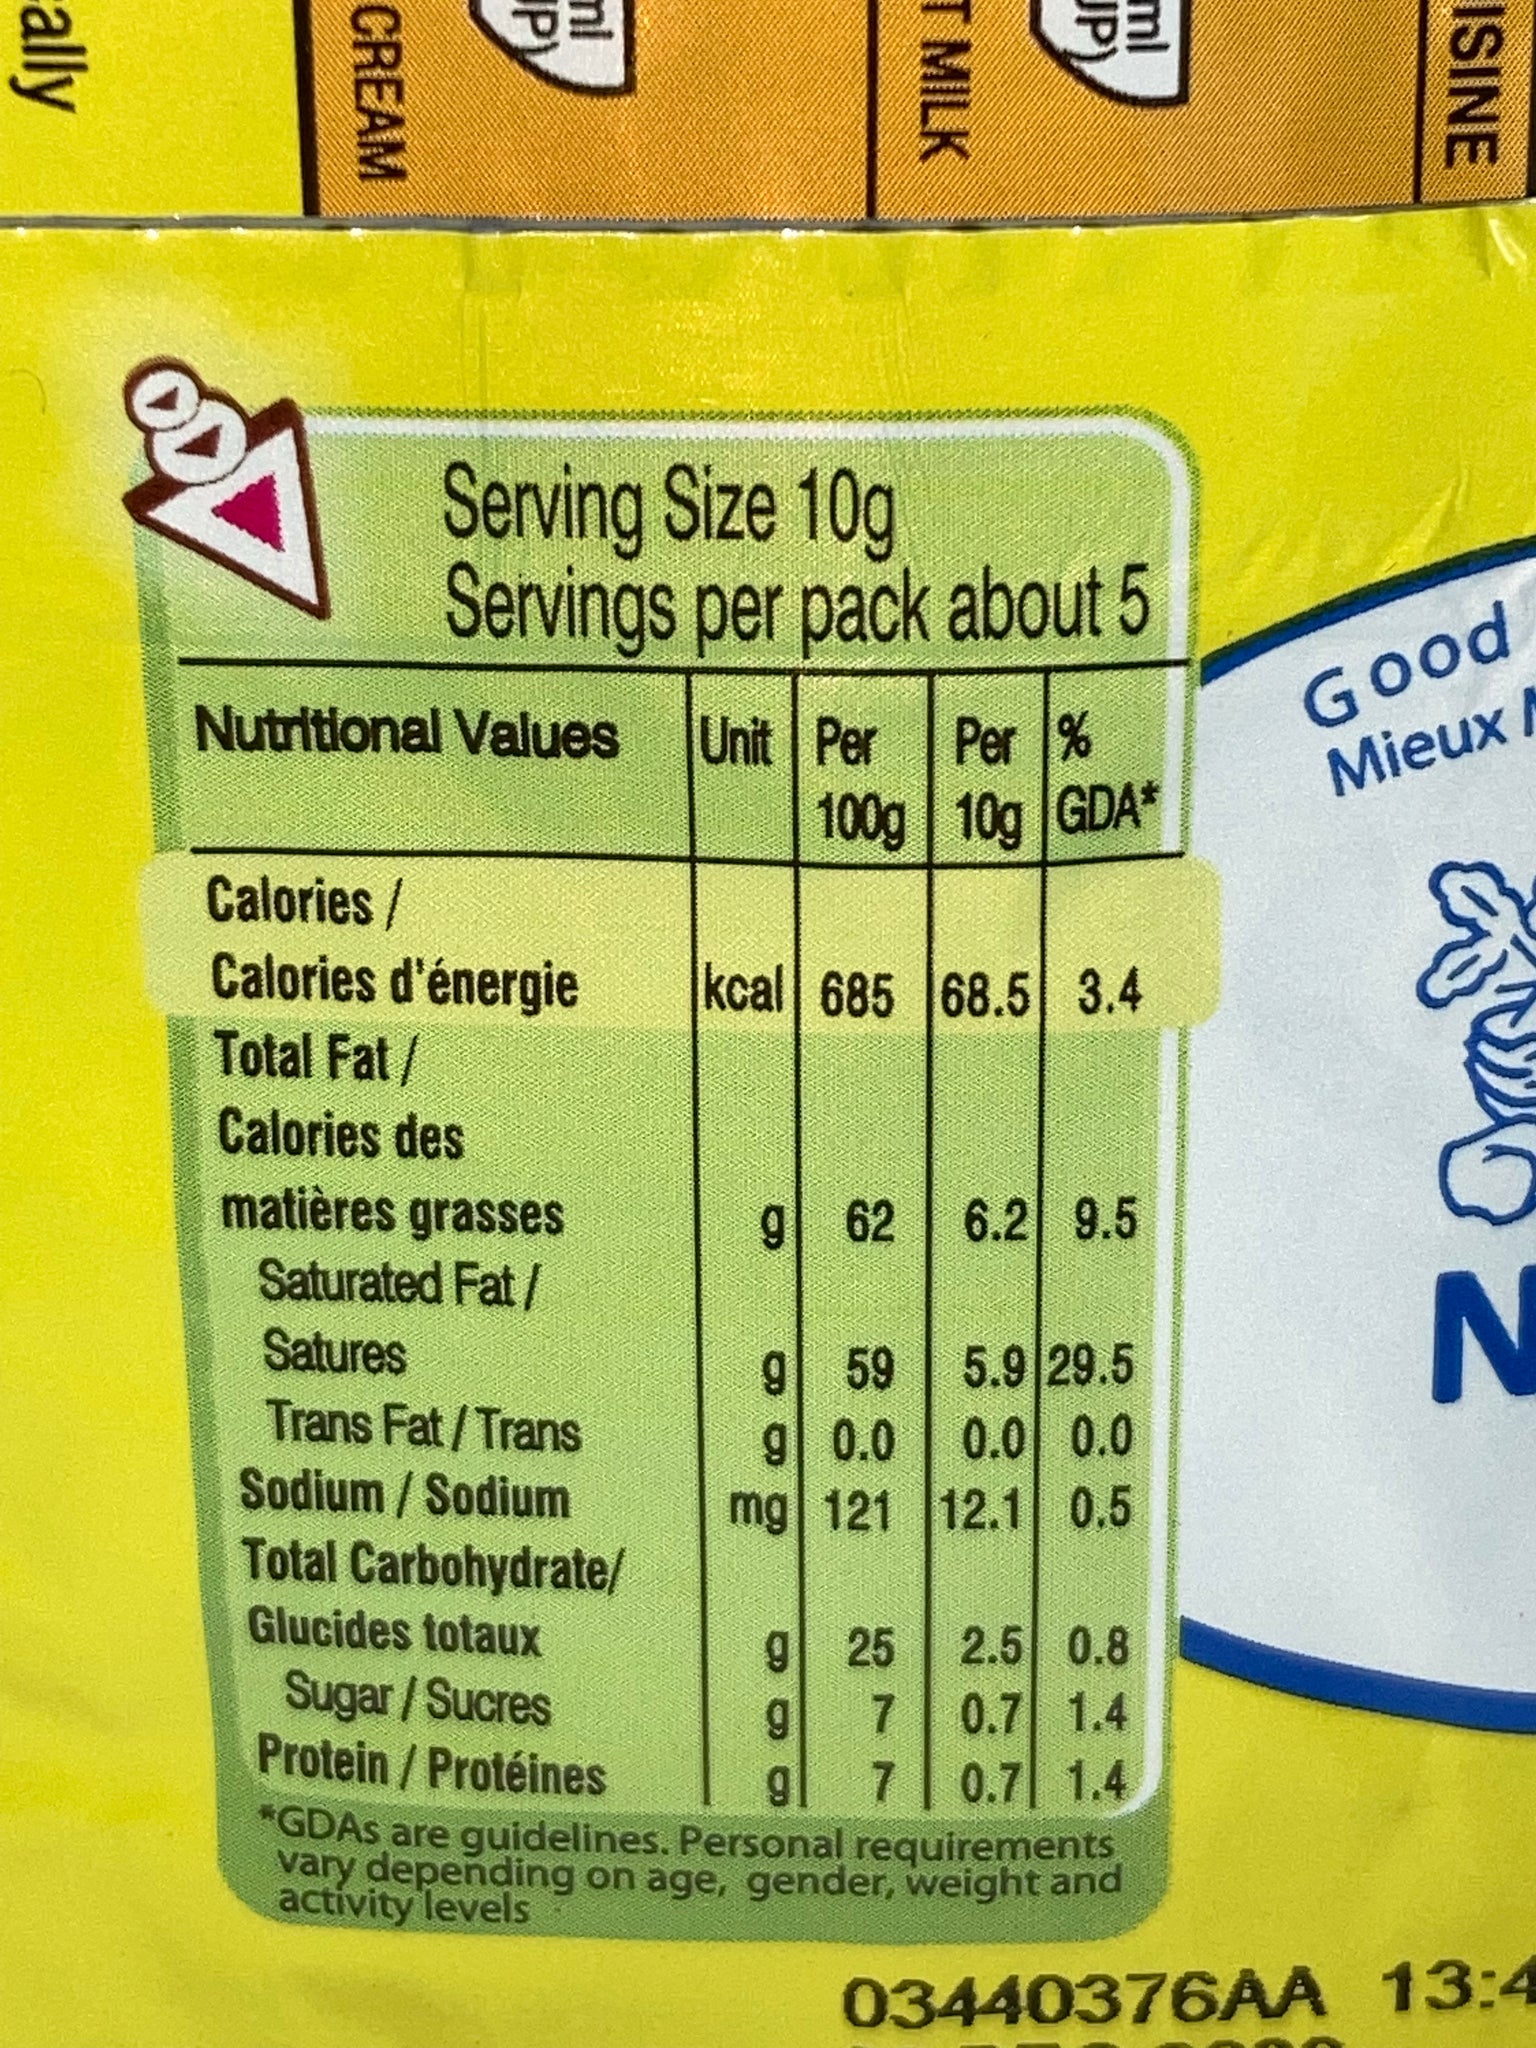 ally
CREAM
ml
UP)
T MILK
ml
UP)
ISINE
Serving Size 10g
Servings per pack about 5
Nutritional Values Unit Per 100g Per 10g % GDA*
Calories /
Calories d'énergie kcal 685 68.5 3.4
Total Fat /
Calories des
matières grasses g 62 6.2 9.5
Saturated Fat /
Satures g 59 5.9 29.5
Trans Fat / Trans g 0.0 0.0 0.0
Sodium / Sodium mg 121 12.1 0.5
Total Carbohydrate/
Glucides totaux g 25 2.5 0.8
Sugar / Sucres g 7 0.7 1.4
Protein / Protéines g 7 0.7 1.4
*GDAs are guidelines. Personal requirements
vary depending on age, gender, weight and
activity levels
Good
Mieux
N
03440376AA 13:4